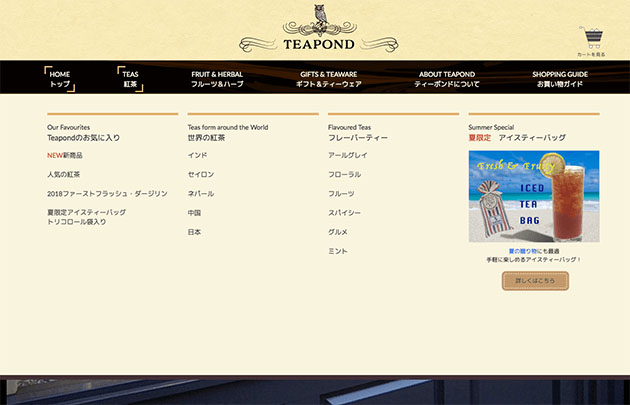 TEAPOND
カートを見る
HOME
トップ
TEAS
紅茶
FRUIT & HERBAL
フルーツ&ハーブ
GIFTS & TEAWARE
ギフト&ティーウェア
ABOUT TEAPOND
ティーポンドについて
SHOPPING GUIDE
お買い物ガイド
Our Favourites
Teapondのお気に入り
NEW新商品
人気の紅茶
2018ファーストフラッシュ・ダージリン
夏限定アイスティーバッグ
トリコロール袋入り
Teas form around the World
世界の紅茶
インド
セイロン
ネパール
中国
日本
Flavoured Teas
フレーバーティー
アールグレイ
フローラル
フルーツ
スパイシー
グルメ
ミント
Summer Special
夏限定 アイスティーバッグ
Fresh & Fruity
ICED
TEA
BAG
夏の贈り物にも最適
手軽に楽しめるアイスティーバッグ!
詳しくはこちら